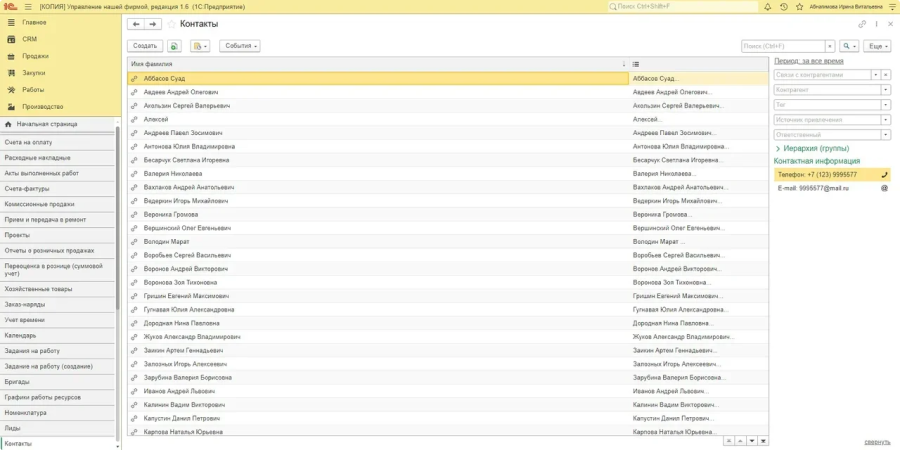 [КОПИЯ] Управление нашей фирмой, редакция 1.6 (1С:Предприятие)
Поиск Ctrl+Shift+F
Абналимова Ирина Витальевна
Главное
CRM
Продажи
Закупки
Работы
Производство
Начальная страница
Счета на оплату
Расходные накладные
Акты выполненных работ
Счета-фактуры
Комиссионные продажи
Прием и передача в ремонт
Проекты
Отчеты о розничных продажах
Переоценка в рознице (суммовой
учет)
Хозяйственные товары
Заказ-наряды
Учет времени
Календарь
Задания на работу
Задание на работу (создание)
Бригады
Графики работы ресурсов
Номенклатура
Лиды
Контакты
Контакты
Создать
События
Поиск (Ctrl+F)
Еще
Имя фамилия
Аббасов Суад Аббасов Суад...
Авдеев Андрей Олегович Авдеев Андрей Олегович...
Акользин Сергей Валерьевич Акользин Сергей Валерьевич...
Алексей Алексей...
Андреев Павел Зосимович Андреев Павел Зосимович...
Антонова Юлия Владимировна Антонова Юлия Владимировна...
Бесарчук Светлана Игоревна Бесарчук Светлана Игоревна...
Валерия Николаева Валерия Николаева...
Вахлаков Андрей Анатольевич Вахлаков Андрей Анатольевич...
Ведеркин Игорь Михайлович Ведеркин Игорь Михайлович...
Вероника Громова Вероника Громова...
Вершинский Олег Евгеньевич Вершинский Олег Евгеньевич...
Володин Марат Володин Марат ...
Воробьев Сергей Васильевич Воробьев Сергей Васильевич...
Воронов Андрей Викторович Воронов Андрей Викторович...
Воронова Зоя Тихоновна Воронова Зоя Тихоновна...
Гришин Евгений Максимович Гришин Евгений Максимович...
Гугнавая Юлия Александровна Гугнавая Юлия Александровна...
Дородная Нина Павловна Дородная Нина Павловна...
Жуков Александр Владимирович Жуков Александр Владимирович...
Заикин Артем Геннадьевич Заикин Артем Геннадьевич...
Залозных Игорь Алексеевич Залозных Игорь Алексеевич...
Зарубина Валерия Борисовна Зарубина Валерия Борисовна...
Иванов Андрей Львович Иванов Андрей Львович...
Калинин Вадим Викторович Калинин Вадим Викторович...
Капустин Данил Петрович Капустин Данил Петрович...
Карпова Наталья Юрьевна Карпова Наталья Юрьевна...
Период: за все время
Связи с контрагентами
Контрагент
Тег
Источник привлечения
Ответственный
Иерархия (группы)
Контактная информация
Телефон: +7 (123) 9995577
E-mail: 9995577@mail.ru
свернуть